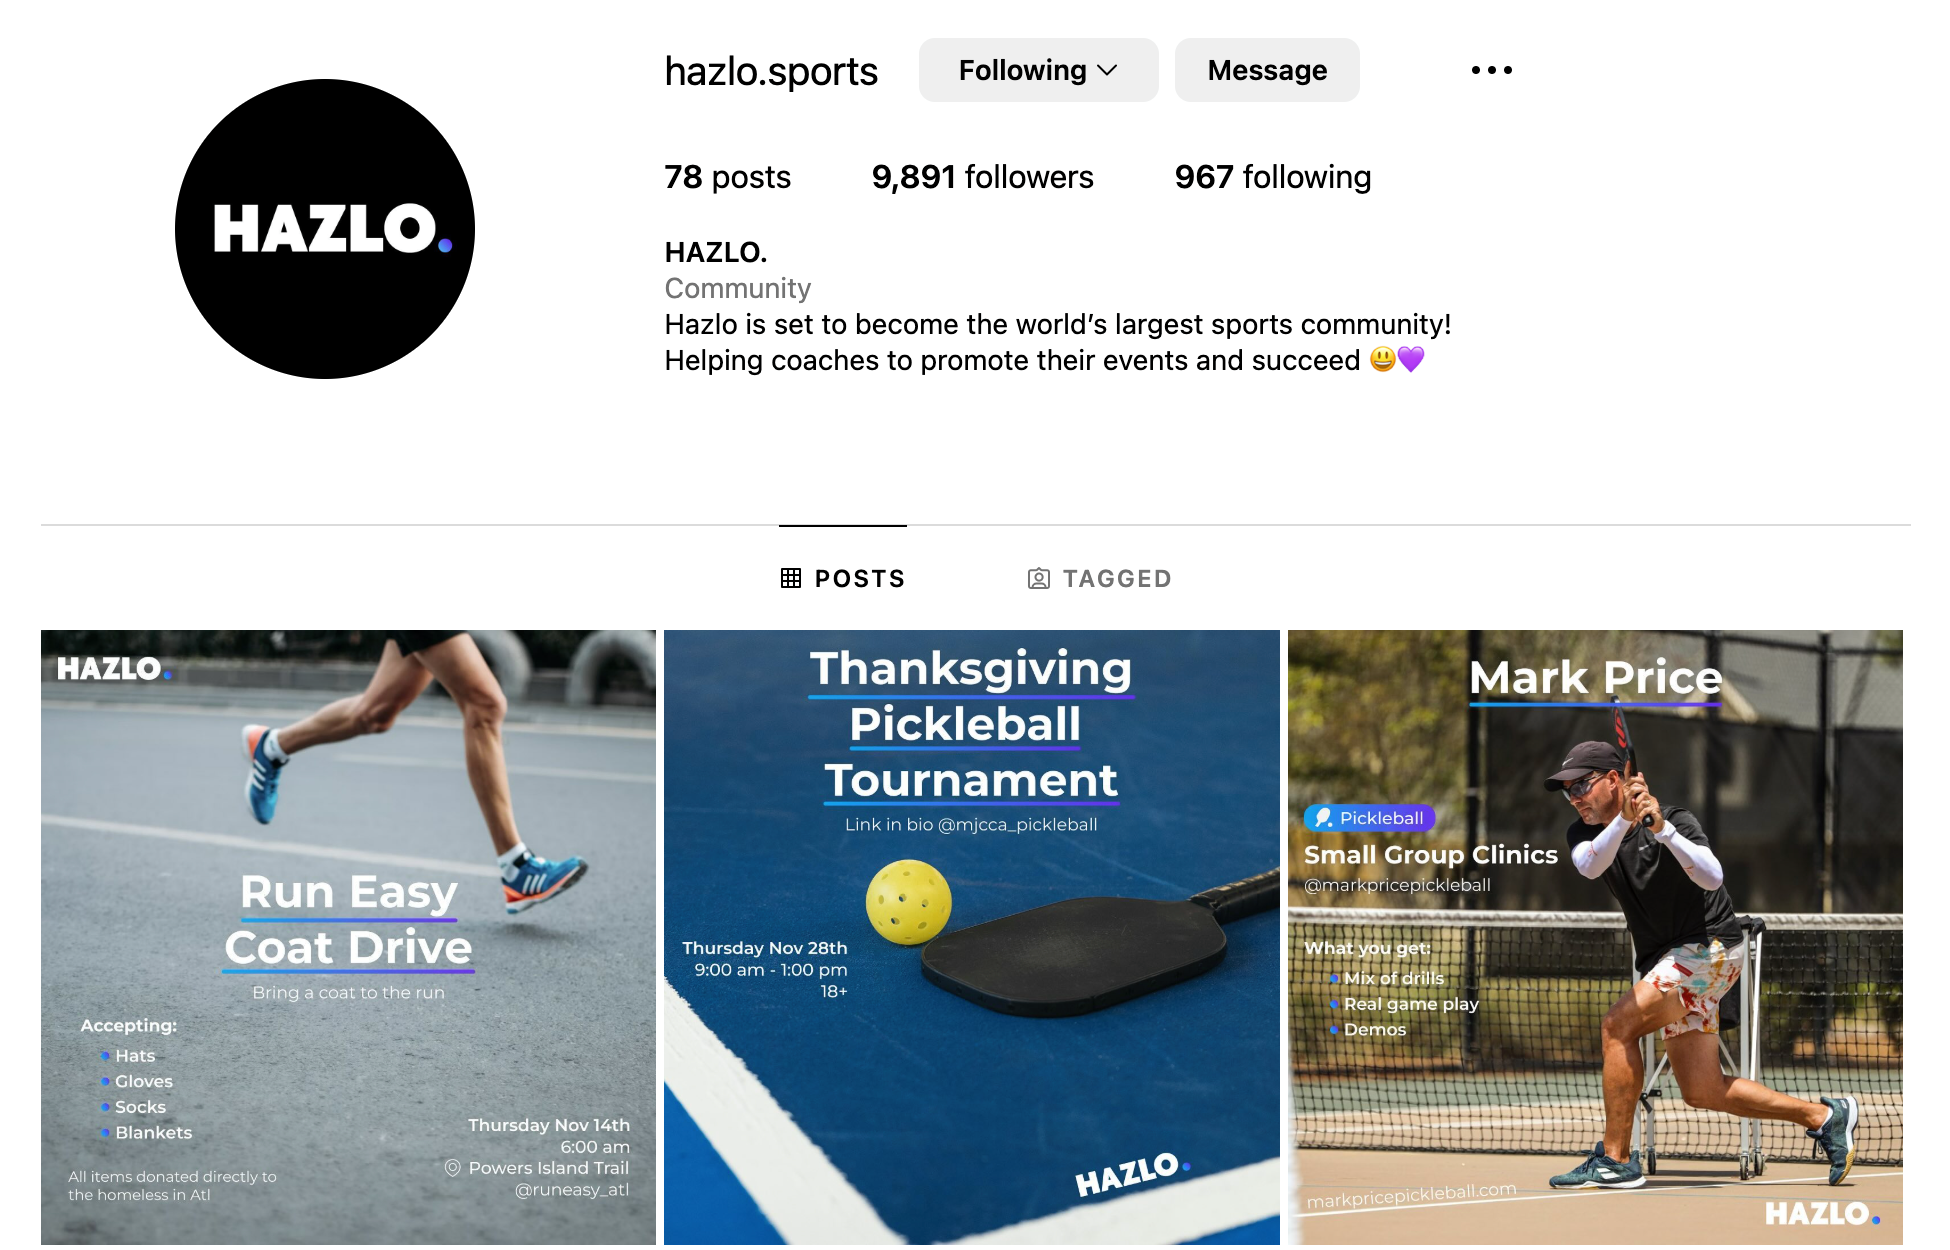 hazlo.sports
Following
Message
78 posts
9,891 followers
967 following
HAZLO.
HAZLO.
Community
Hazlo is set to become the world’s largest sports community!
Helping coaches to promote their events and succeed 😃💜
POSTS
TAGGED
HAZLO.
Run Easy
Coat Drive
Bring a coat to the run
Accepting:
Hats
Gloves
Socks
Blankets
All items donated directly to
the homeless in Atl
Thursday Nov 14th
6:00 am
Powers Island Trail
@runeasy_atl
Thanksgiving
Pickleball
Tournament
Link in bio @mjcca_pickleball
Thursday Nov 28th
9:00 am - 1:00 pm
18+
HAZLO.
Mark Price
Pickleball
Small Group Clinics
@markpricepickleball
What you get:
Mix of drills
Real game play
Demos
markpricepickleball.com
HAZLO.